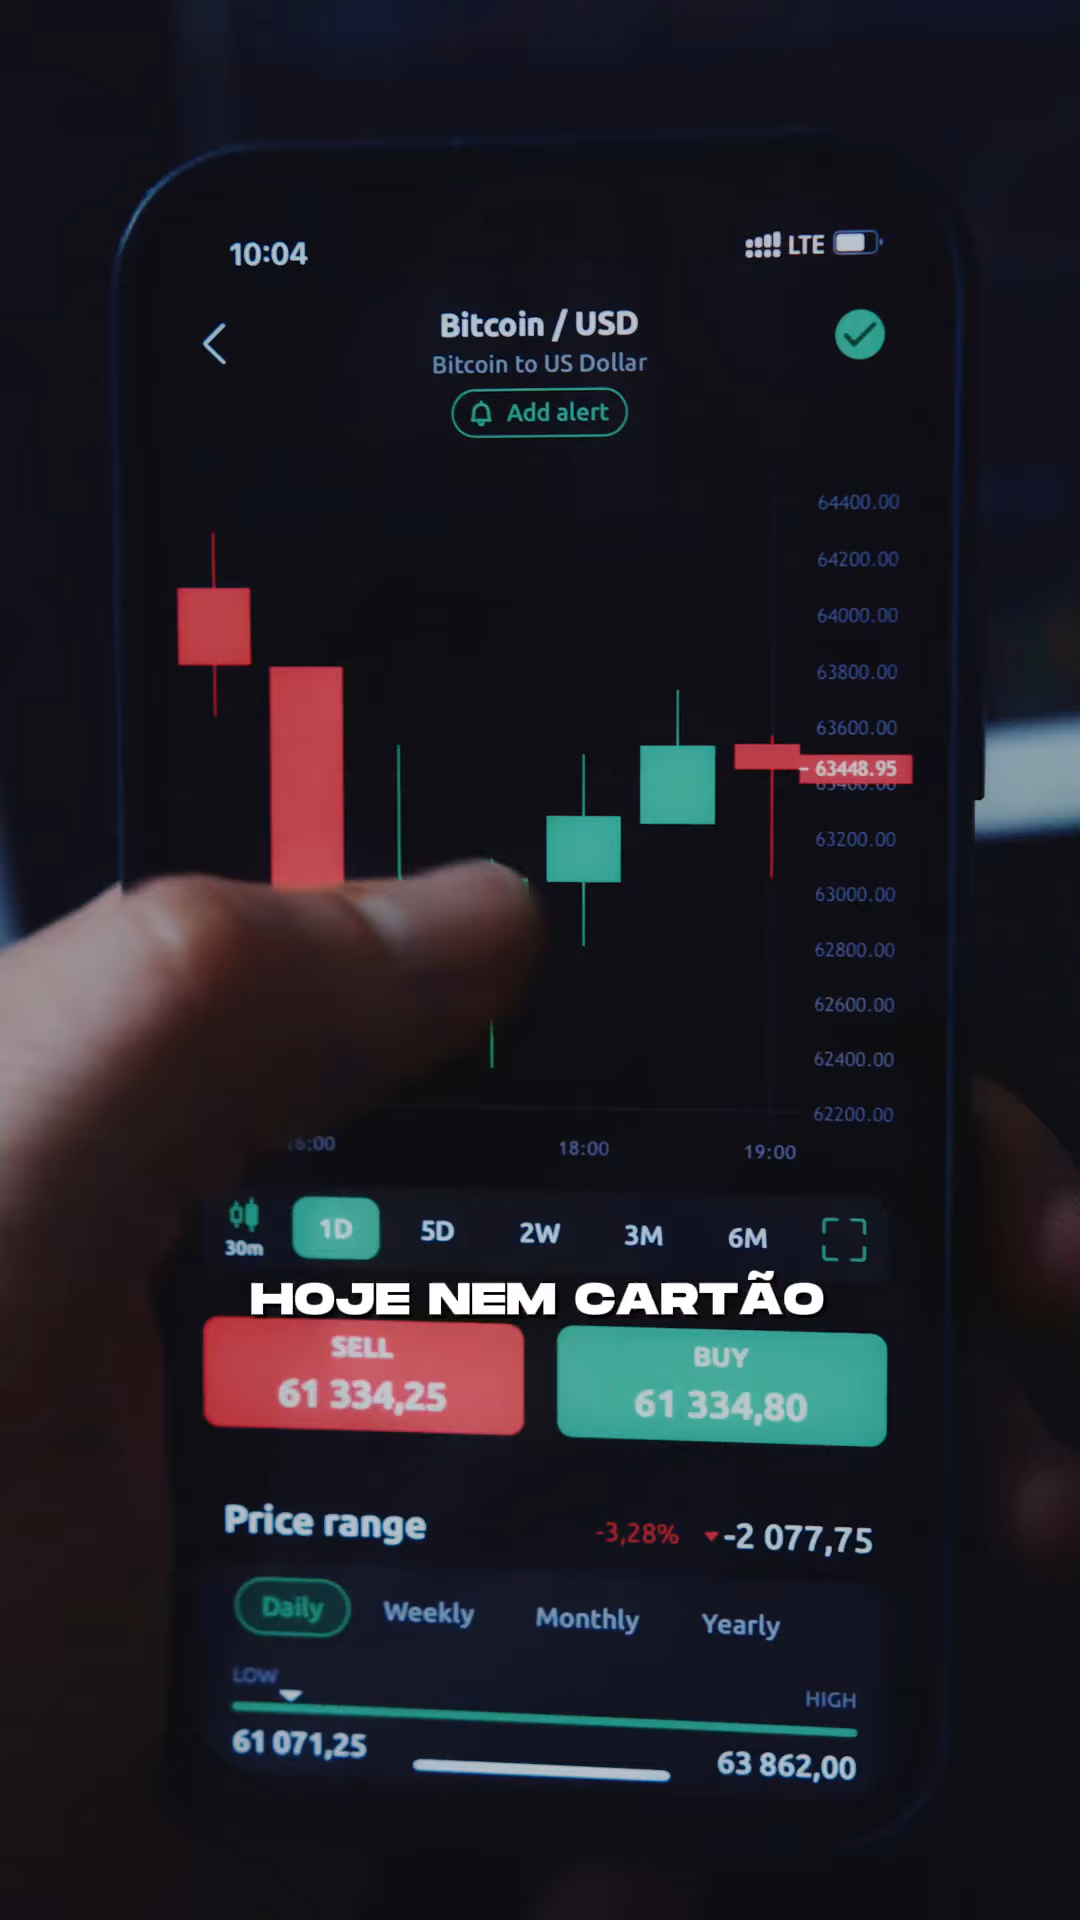 10:04
LTE
Bitcoin / USD
Bitcoin to US Dollar
Add alert
64400.00
64200.00
64000.00
63800.00
63600.00
63448.95
63400.00
63200.00
63000.00
62800.00
62600.00
62400.00
62200.00
18:00
19:00
30m
1D
5D
2W
3M
6M
HOJE NEM CARTÃO
SELL
61 334,25
BUY
61 334,80
Price range
-3,28%
-2 077,75
Daily
Weekly
Monthly
Yearly
LOW
HIGH
61 071,25
63 862,00